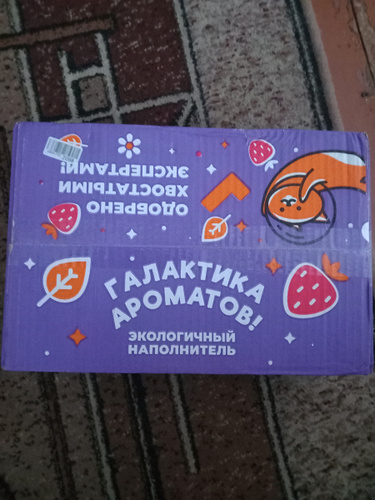 ОДОБРЕНО
ХВОСТАТЫМИ
ЭКСПЕРТАМИ!
ГАЛАКТИКА
АРОМАТОВ!
ЭКОЛОГИЧНЫЙ
НАПОЛНИТЕЛЬ